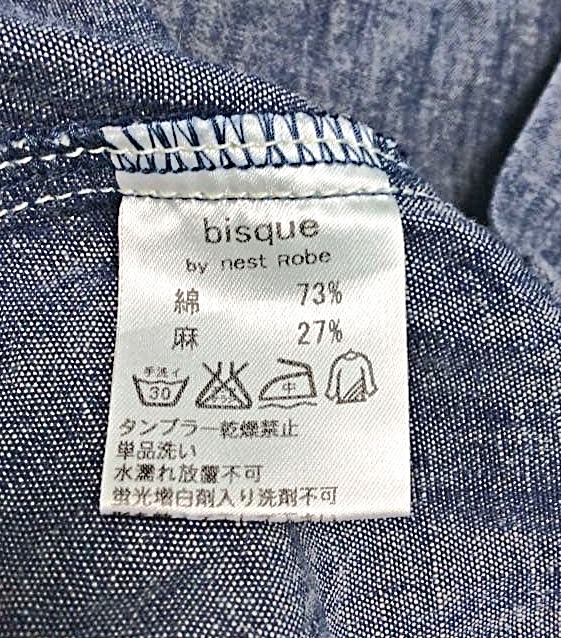 bisque
by nest Robe
綿 73%
麻 27%
手洗イ 30 中
タンブラー乾燥禁止
単品洗い
水濡れ放置不可
蛍光増白剤入り洗剤不可